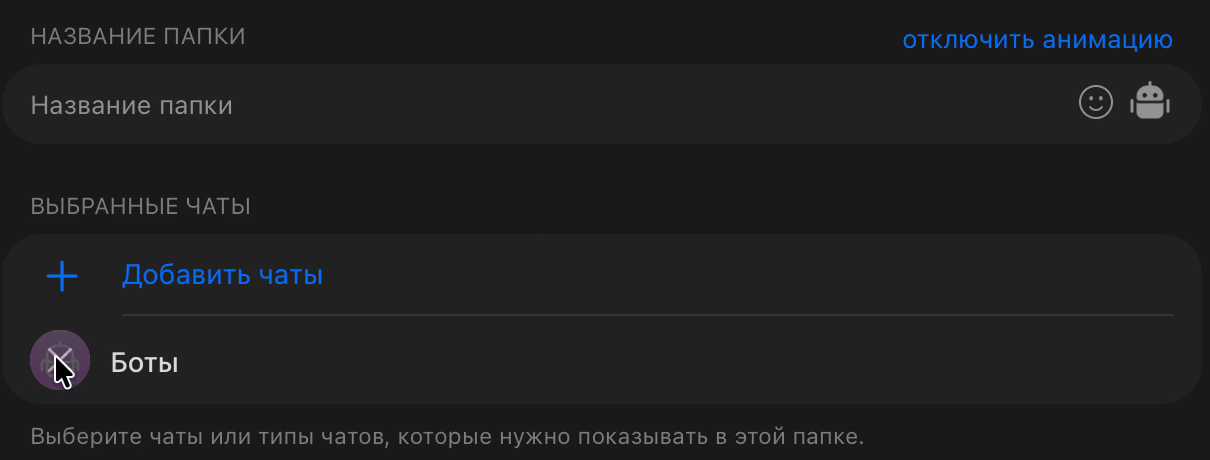 НАЗВАНИЕ ПАПКИ
отключить анимацию
Название папки
ВЫБРАННЫЕ ЧАТЫ
Добавить чаты
Боты
Выберите чаты или типы чатов, которые нужно показывать в этой папке.